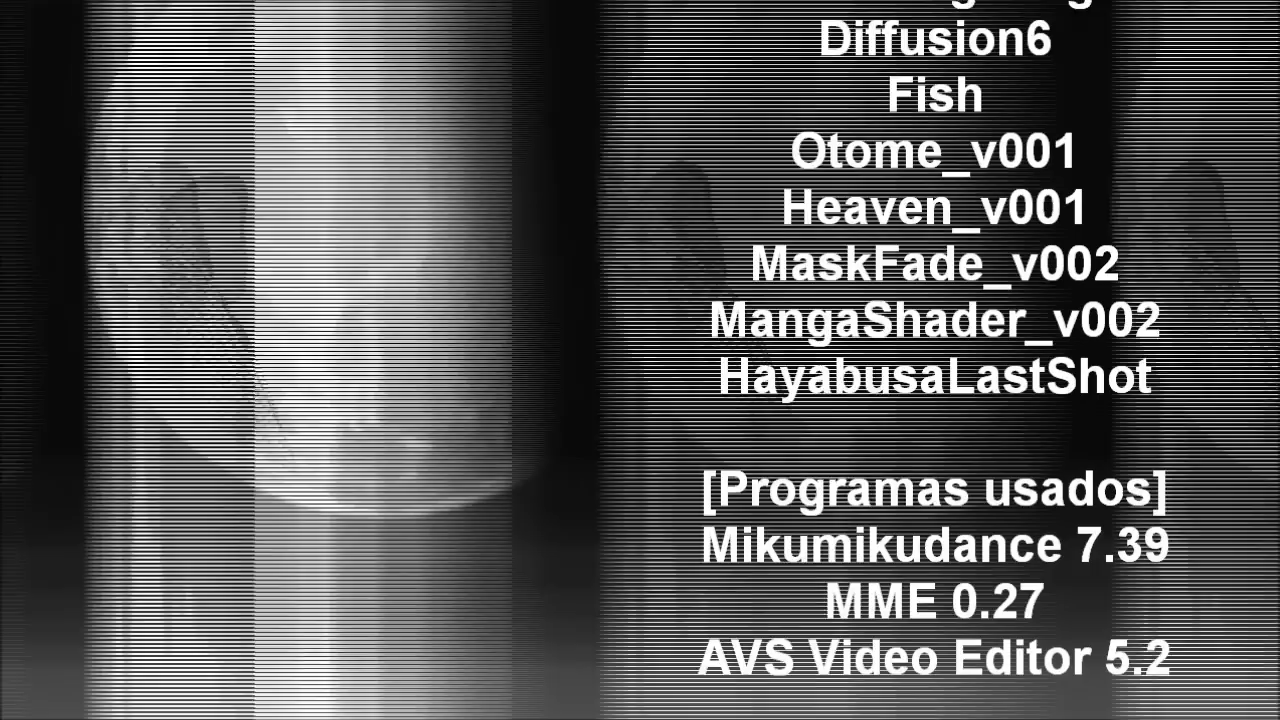 Diffusion6
Fish
Otome_v001
Heaven_v001
MaskFade_v002
MangaShader_v002
HayabusaLastShot
[Programas usados]
Mikumikudance 7.39
MME 0.27
AVS Video Editor 5.2